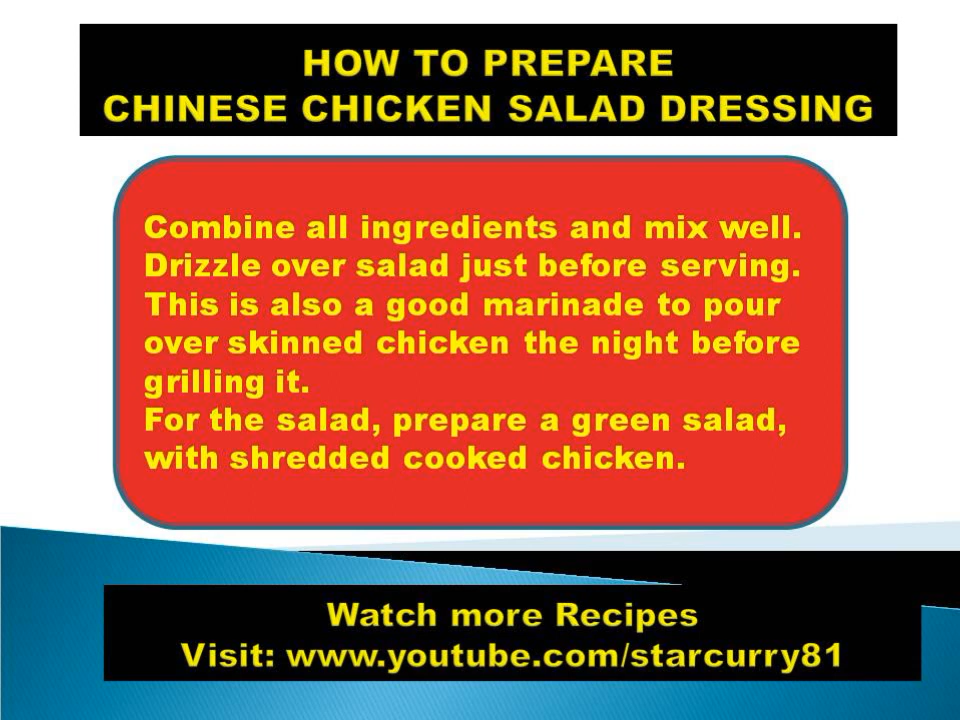 HOW TO PREPARE
CHINESE CHICKEN SALAD DRESSING
Combine all ingredients and mix well.
Drizzle over salad just before serving.
This is also a good marinade to pour
over skinned chicken the night before
grilling it.
For the salad, prepare a green salad,
with shredded cooked chicken.
Watch more Recipes
Visit: www.youtube.com/starcurry81